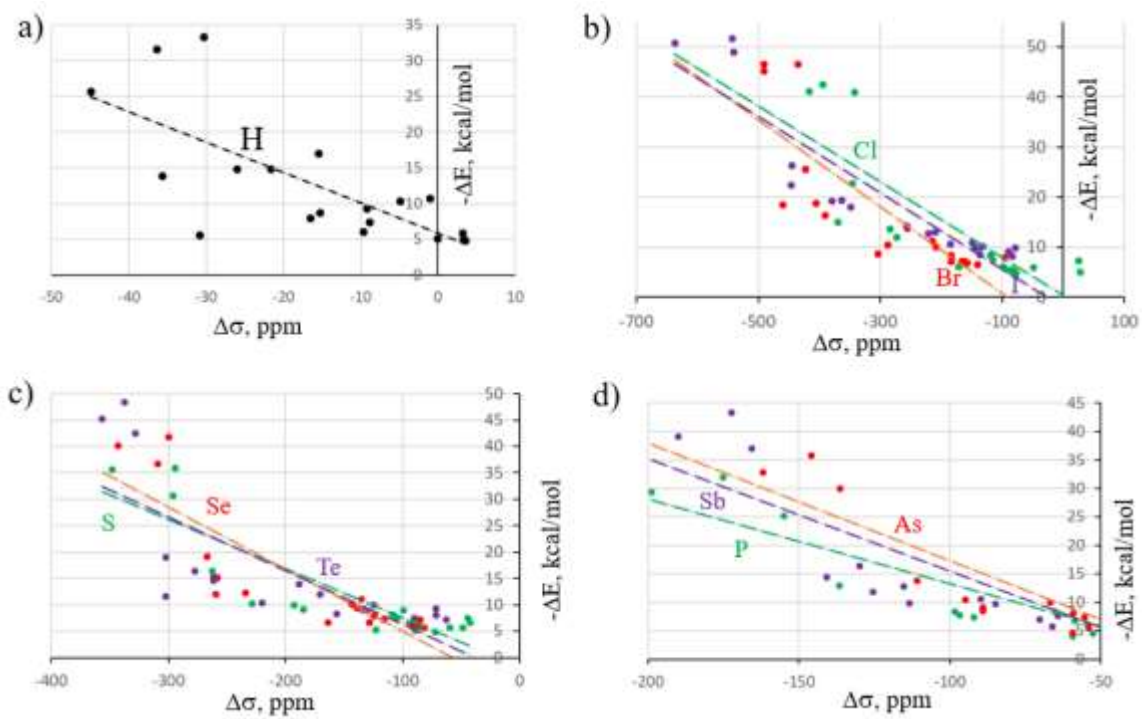 a)
35
30
25
20
15
10
5
0
-ΔE, kcal/mol
H
-50
-40
-30
-20
-10
0
10
Δσ, ppm
b)
50
40
30
20
10
0
-ΔE, kcal/mol
Cl
Br
I
-700
-500
-300
-100
100
Δσ, ppm
c)
50
45
40
35
30
25
20
15
10
5
0
-ΔE, kcal/mol
Se
S
Te
-400
-300
-200
-100
0
Δσ, ppm
d)
45
40
35
30
25
20
15
10
5
0
-ΔE, kcal/mol
Sb
As
P
-200
-150
-100
-50
Δσ, ppm